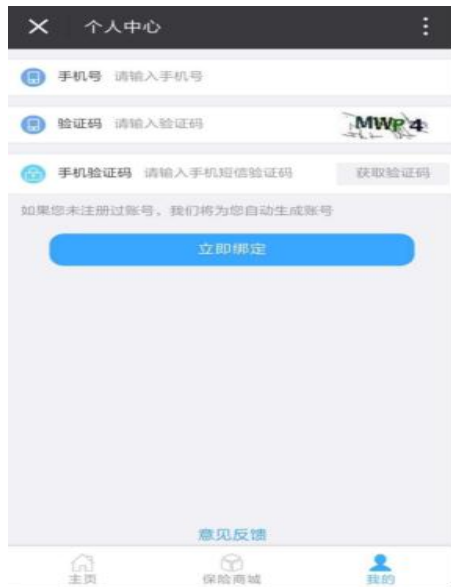 个人中心
手机号 请输入手机号
验证码 请输入验证码 MWP4
手机验证码 请输入手机短信验证码 获取验证码
如果您未注册过账号，我们将为您自动生成账号
立即绑定
意见反馈
主页 保险商城 我的